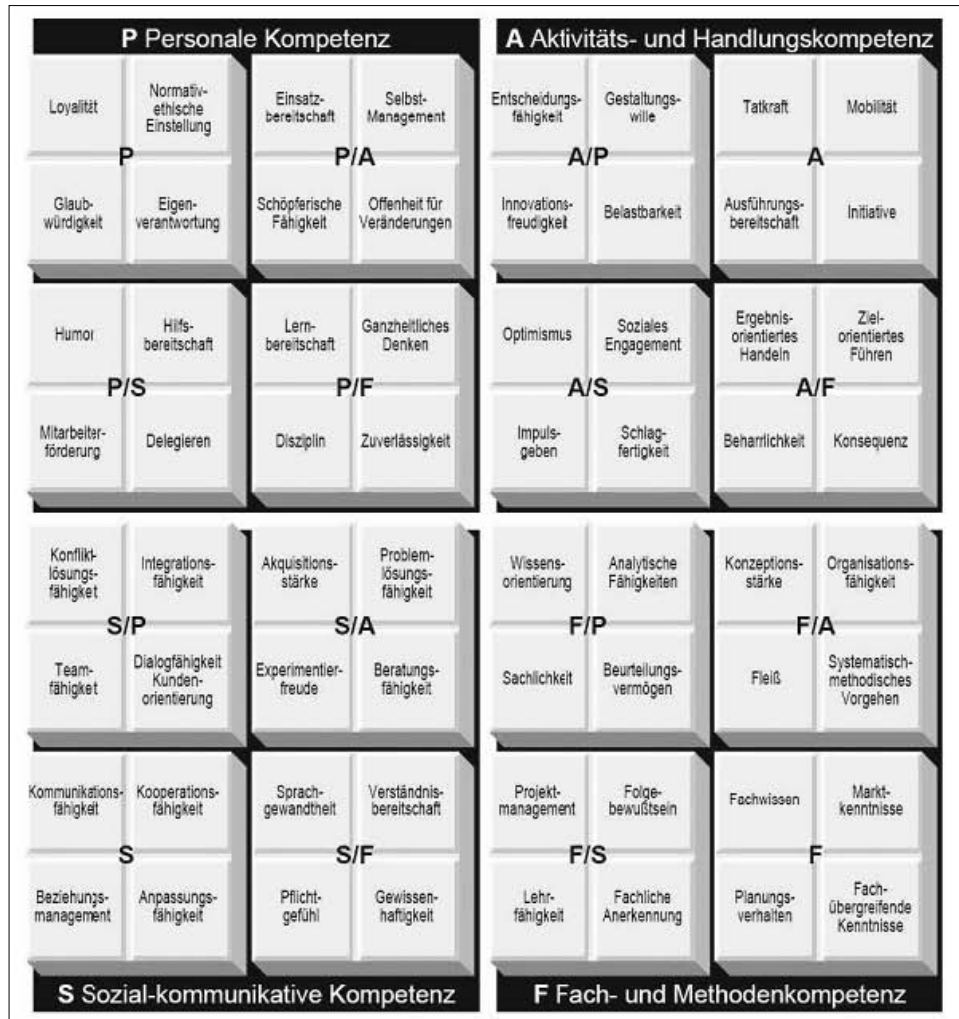 P Personale Kompetenz
Loyalität
Normativ-
ethische
Einstellung
P
Glaub-
würdigkeit
Eigen-
verantwortung
Einsatz-
bereitschaft
Selbst-
Management
P/A
Schöpferische
Fähigkeit
Offenheit für
Veränderungen
Humor
Hilfs-
bereitschaft
P/S
Mitarbeiter-
förderung
Delegieren
Lern-
bereitschaft
Ganzheitliches
Denken
P/F
Disziplin
Zuverlässigkeit
A Aktivitäts- und Handlungskompetenz
Entscheidungs-
fähigkeit
Gestaltungs-
wille
A/P
Innovations-
freudigkeit
Belastbarkeit
Tatkraft
Mobilität
A
Ausführungs-
bereitschaft
Initiative
Optimismus
Soziales
Engagement
A/S
Impuls-
geben
Schlag-
fertigkeit
Ergebnis-
orientiertes
Handeln
Ziel-
orientiertes
Führen
A/F
Beharrlichkeit
Konsequenz
Konflikt-
lösungs-
fähigket
Integrations-
fähigkeit
S/P
Team-
fähigket
Dialogfähigkeit
Kunden-
orientierung
Akquisitions-
stärke
Problem-
lösungs-
fähigkeit
S/A
Experimentier-
freude
Beratungs-
fähigkeit
Kommunikations-
fähigkeit
Kooperations-
fähigkeit
S
Beziehungs-
management
Anpassungs-
fähigkeit
Sprach-
gewandtheit
Verständnis-
bereitschaft
S/F
Pflicht-
gefühl
Gewissen-
haftigkeit
S Sozial-kommunikative Kompetenz
Wissens-
orientierung
Analytische
Fähigkeiten
F/P
Sachlichkeit
Beurteilungs-
vermögen
Konzeptions-
stärke
Organisations-
fähigkeit
F/A
Fleiß
Systematisch-
methodisches
Vorgehen
Projekt-
management
Folge-
bewußtsein
F/S
Lehr-
fähigkeit
Fachliche
Anerkennung
Fachwissen
Markt-
kenntnisse
F
Planungs-
verhalten
Fach-
übergreifende
Kenntnisse
F Fach- und Methodenkompetenz